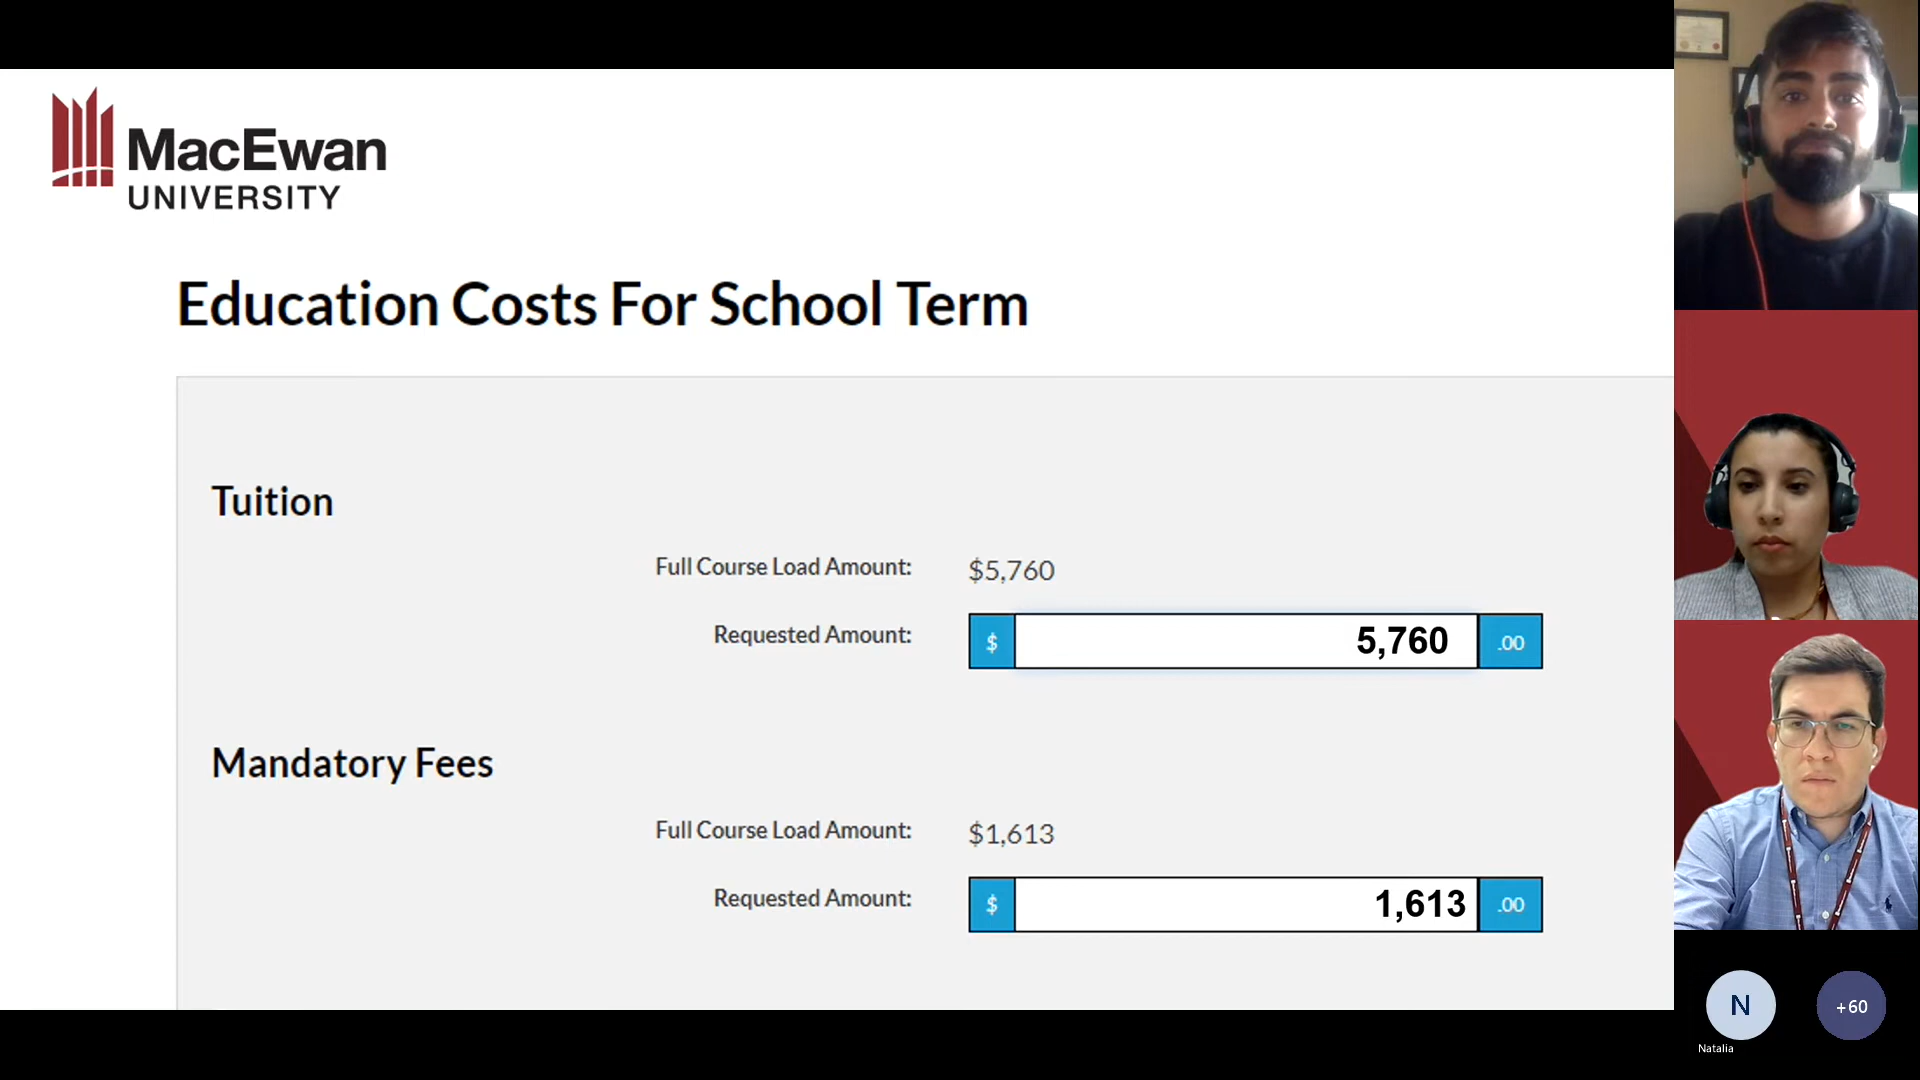 MacEwan
UNIVERSITY
Education Costs For School Term
Tuition
Full Course Load Amount: $5,760
Requested Amount: $ 5,760 .00
Mandatory Fees
Full Course Load Amount: $1,613
Requested Amount: $ 1,613 .00
N
+60
Natalia